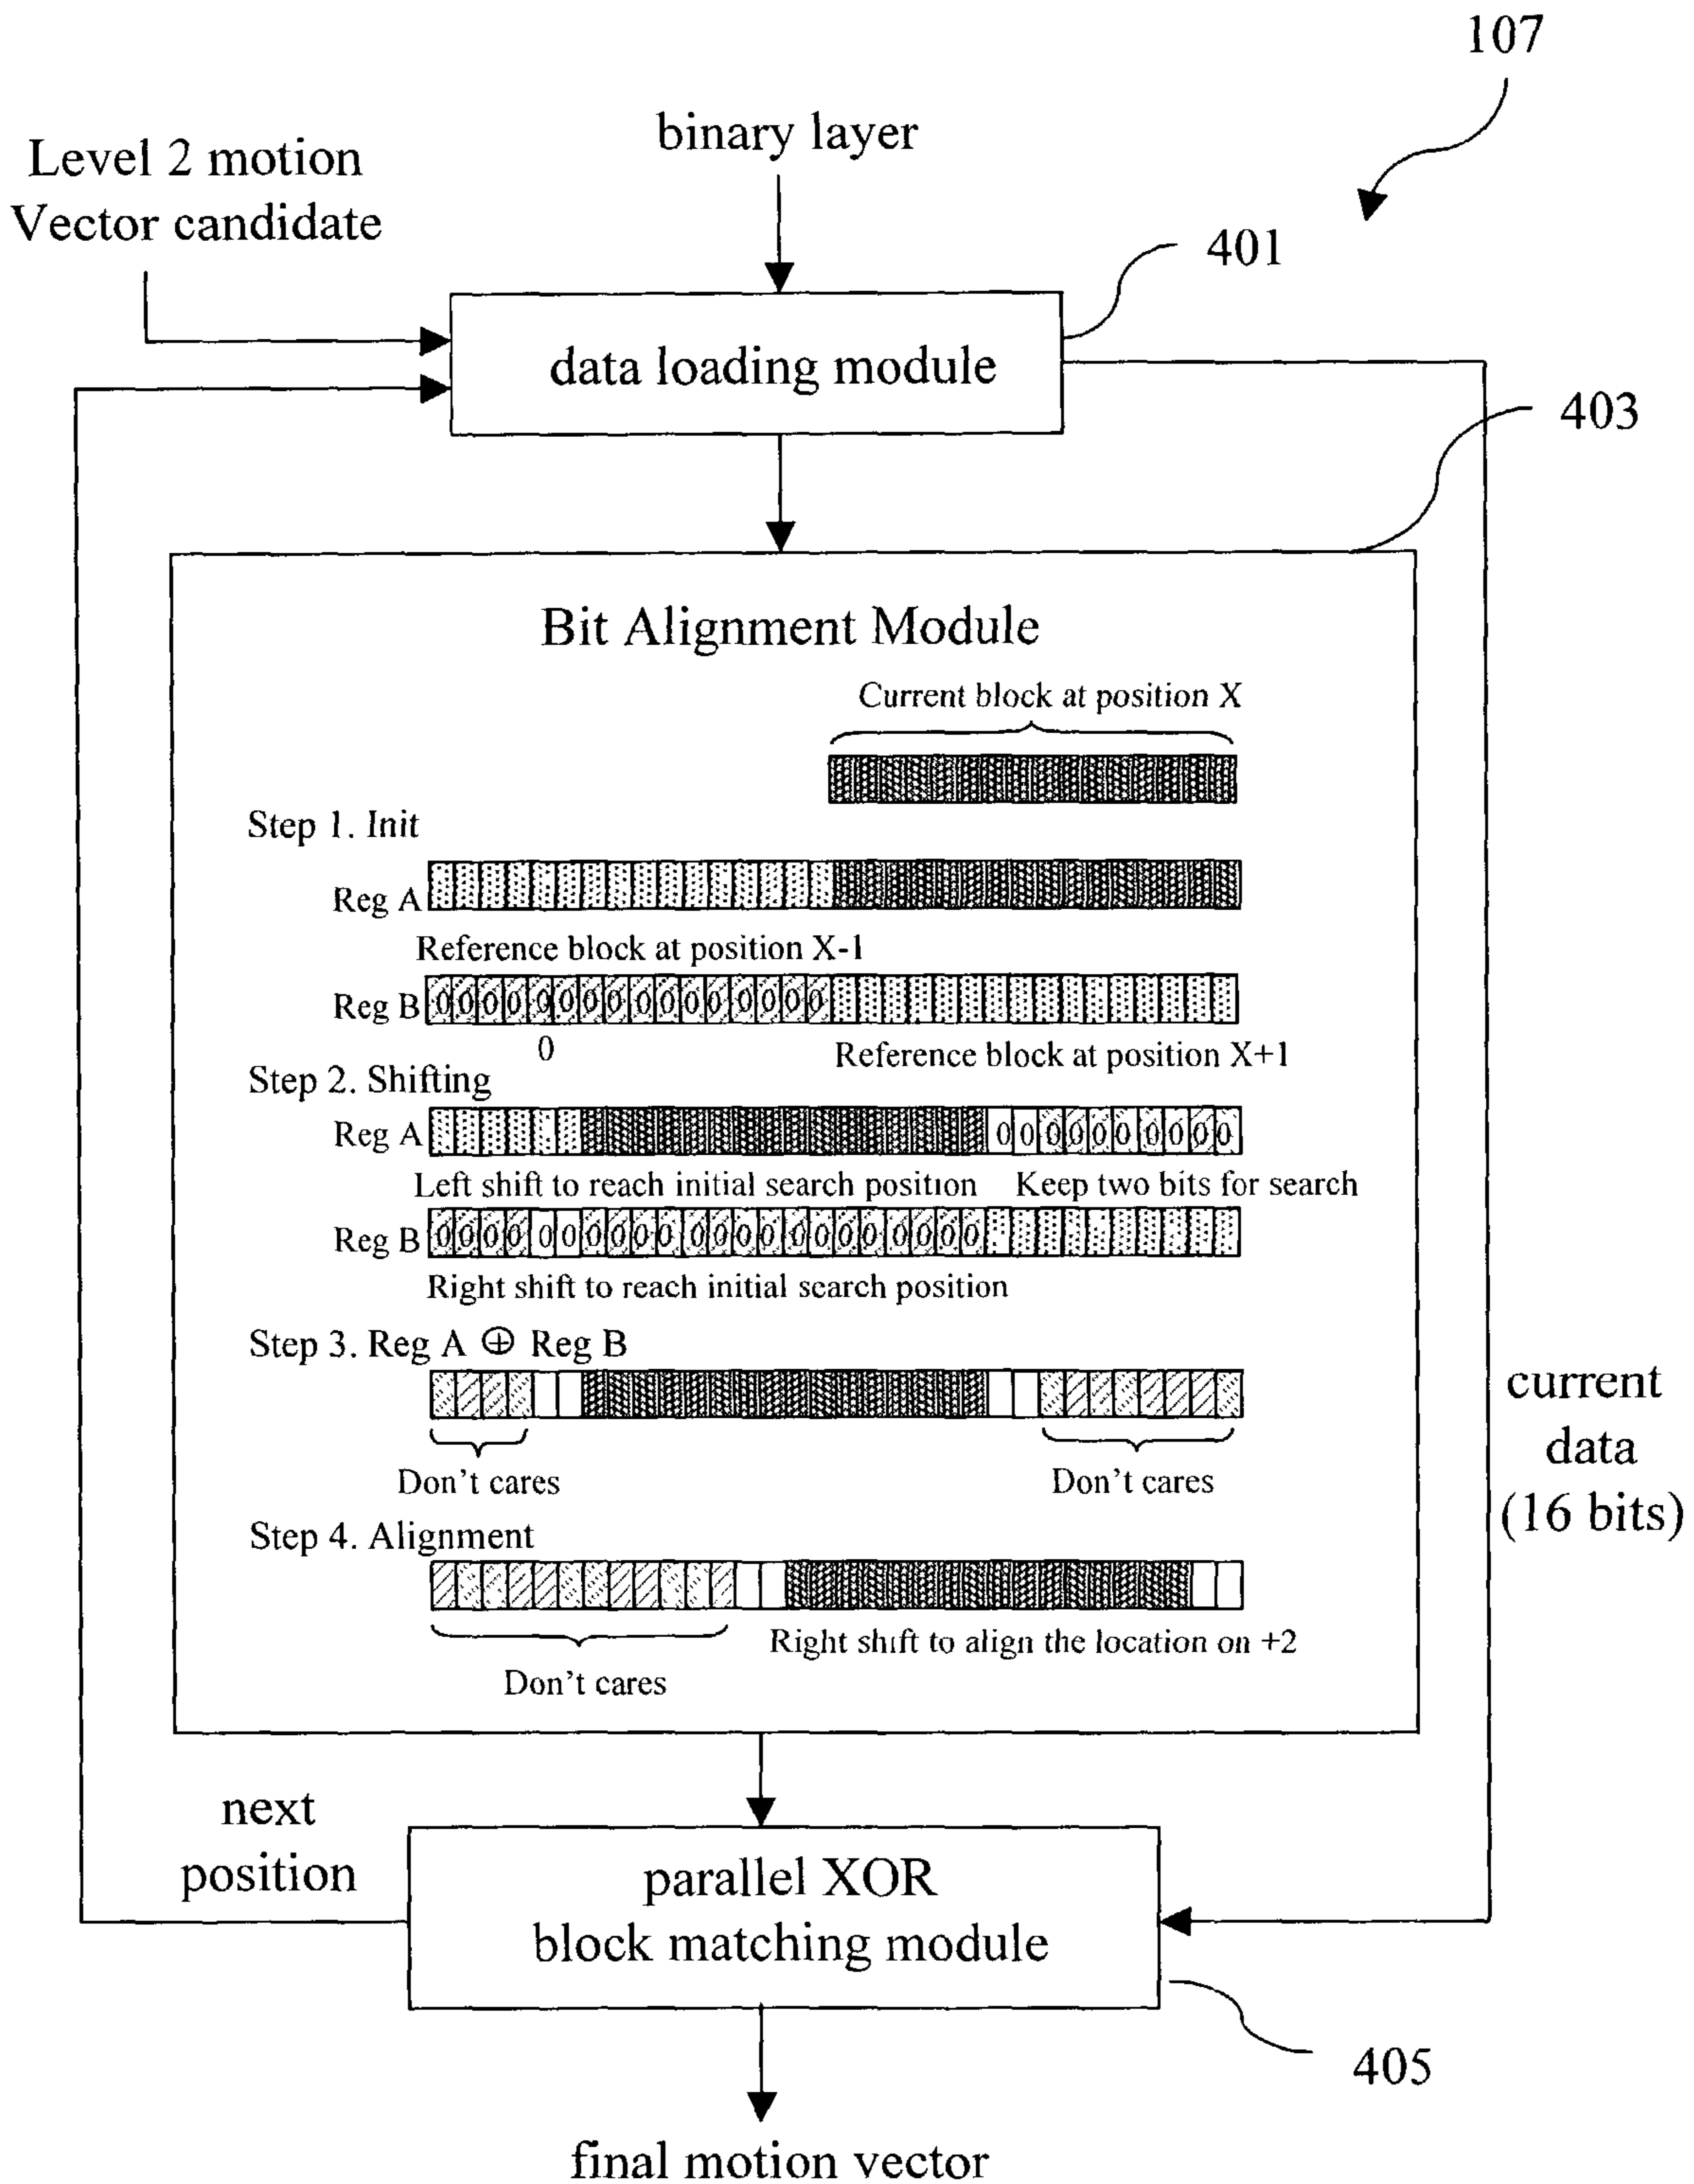 107
binary layer
Level 2 motion
Vector candidate
401
data loading module
403
Bit Alignment Module
Current block at position X
Step 1. Init
Reg A
Reference block at position X-1
Reg B 0000000000000000
0
Reference block at position X+1
Step 2. Shifting
Reg A 0000000000
Left shift to reach initial search position Keep two bits for search
Reg B 0000000000000000000000
Right shift to reach initial search position
Step 3. Reg A ⊕ Reg B
Don't cares Don't cares
current
data
(16 bits)
Step 4. Alignment
Right shift to align the location on +2
Don't cares
next
position
parallel XOR
block matching module
405
final motion vector